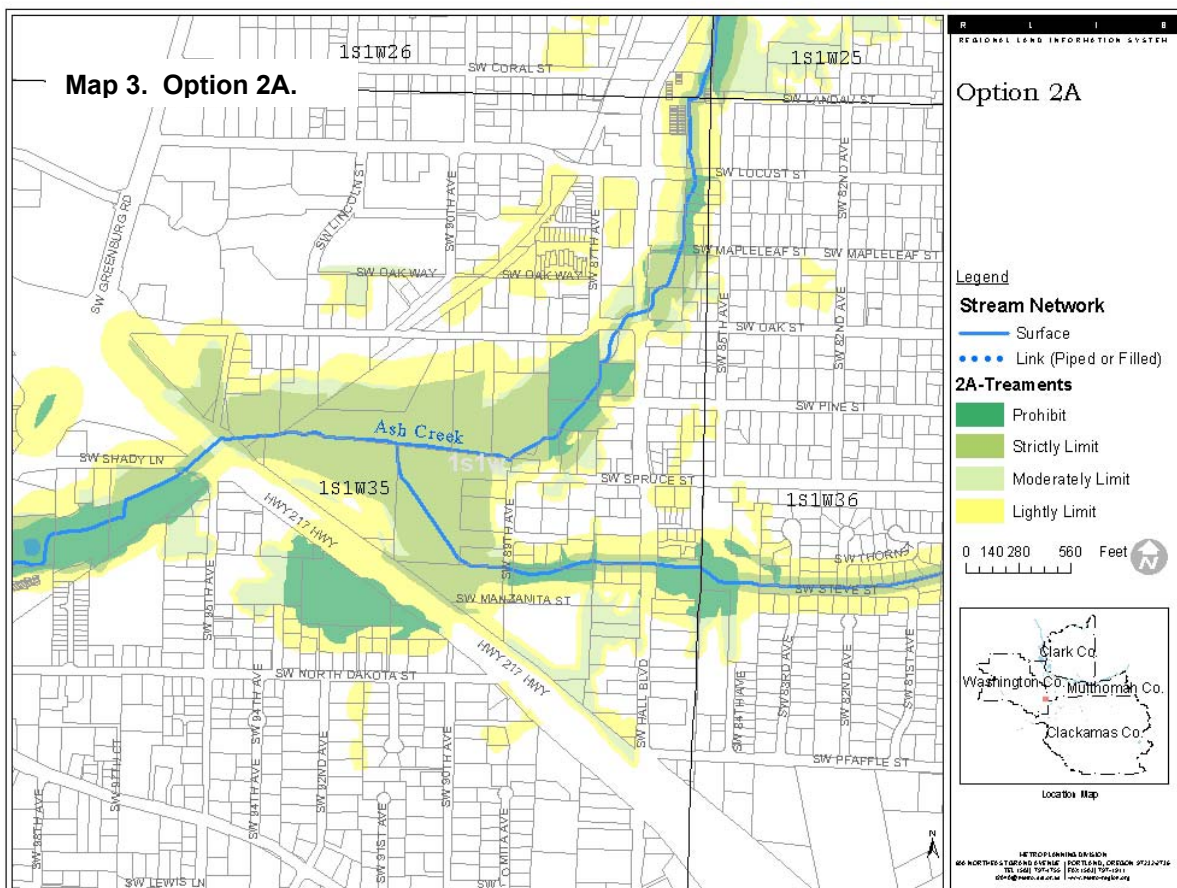 Map 3. Option 2A.
1s1W26
SW CORAL ST
1s1W25
SW LANDAU ST
SW GREENBURG RD
SW LINCOLN ST
SW 90TH AVE
SW 87TH AVE
SW LOCUST ST
SW 82ND AVE
SW OAK WAY
SW OAK WAY
SW MAPLELEAF ST
SW MAPLELEAF ST
SW 85TH AVE
SW 82ND AVE
SW OAK ST
SW PINE ST
Ash Creek
1s1W
SW SHADY LN
1s1W35
SW SPRUCE ST
1s1W36
HWY 217 HWY
SW 89TH AVE
SW THORN
SW STEVE ST
SW 95TH AVE
SW MANZANITA ST
HWY 217 HWY
SW NORTH DAKOTA ST
SW HALL BLVD
SW 84TH AVE
SW 83RD AVE
SW 82ND AVE
SW 81ST AVE
SW 94TH AVE
SW PFAFFLE ST
SW 97TH CT
SW 98TH AVE
SW 94TH AVE
SW 92ND AVE
SW 91ST AVE
SW 90TH AVE
SW LEWIS LN
R L I S
REGIONAL LAND INFORMATION SYSTEM
Option 2A
Legend
Stream Network
Surface
Link (Piped or Filled)
2A-Treaments
Prohibit
Strictly Limit
Moderately Limit
Lightly Limit
0 140 280 560 Feet
N
Clark Co.
Washington Co.
Multnomah Co.
Clackamas Co.
Location Map
N
METRO PLANNING DIVISION